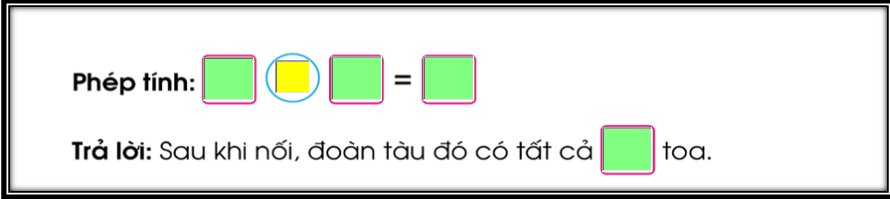 Phép tính: =
Trả lời: Sau khi nối, đoàn tàu đó có tất cả toa.